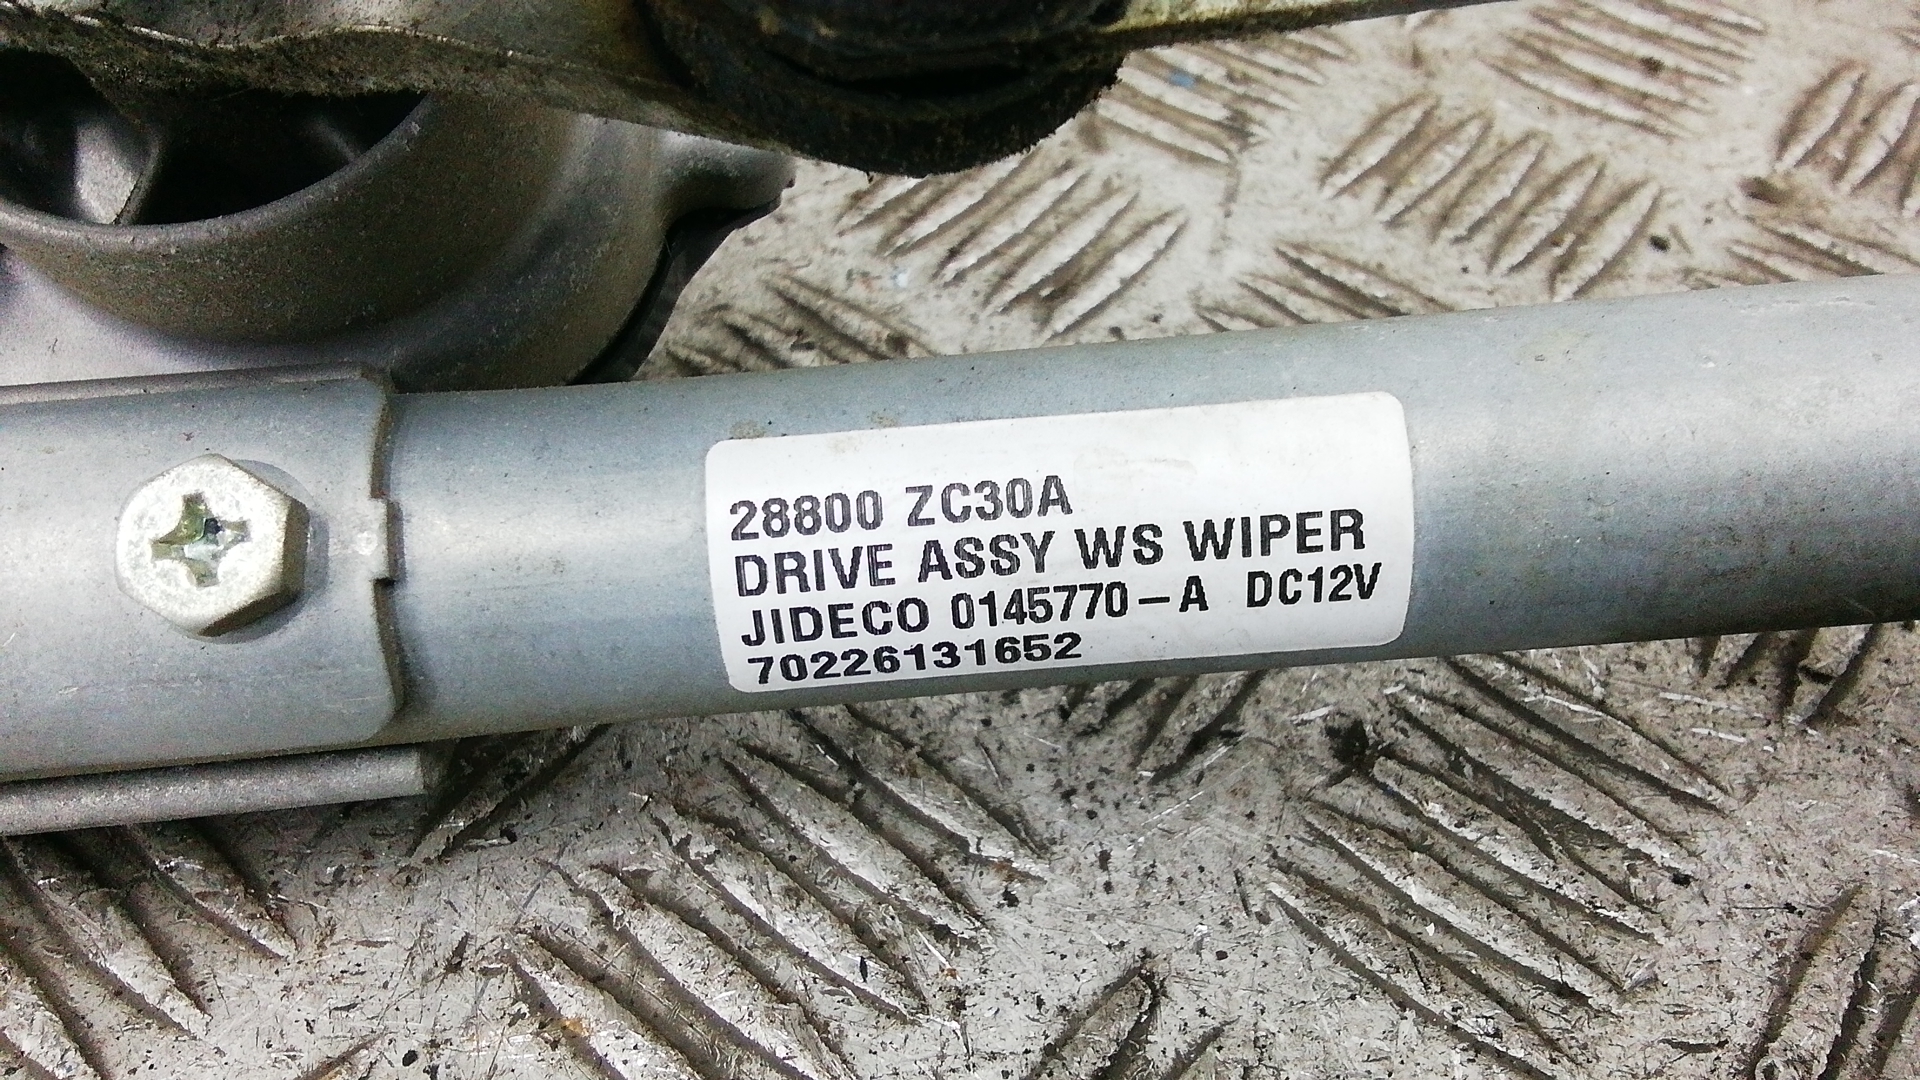 28800 ZC30A
DRIVE ASSY WS WIPER
JIDECO 0145770-A DC12V
70226131652